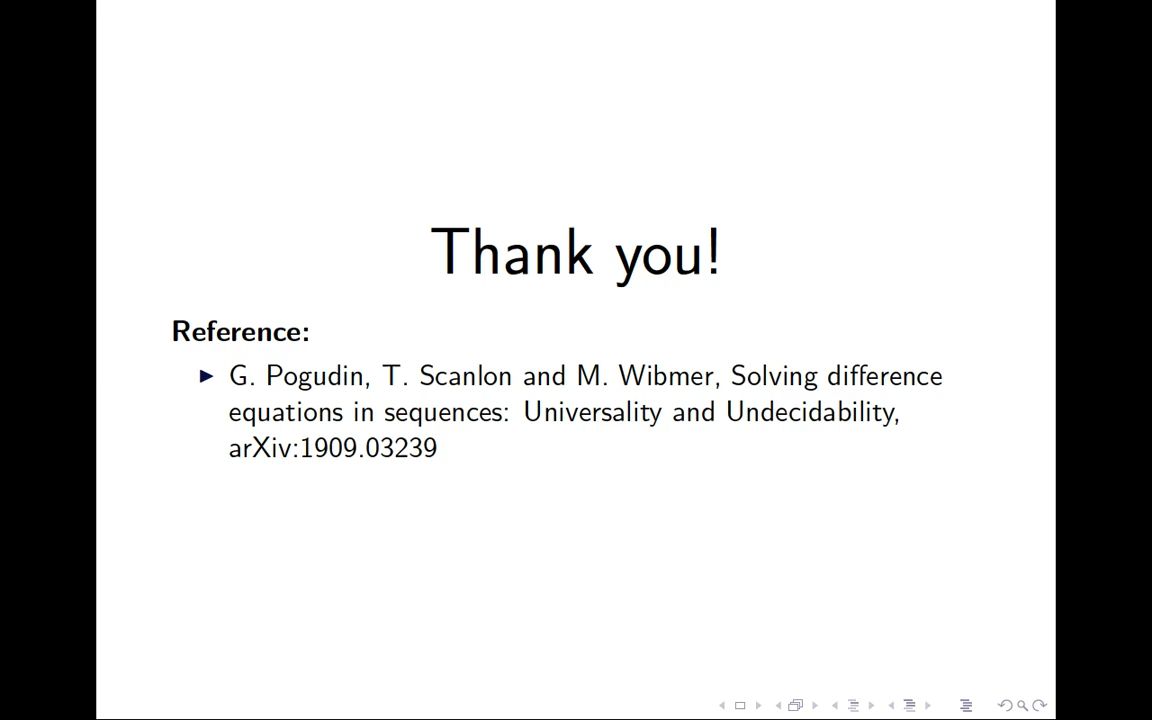 Thank you!
Reference:
▶ G. Pogudin, T. Scanlon and M. Wibmer, Solving difference
equations in sequences: Universality and Undecidability,
arXiv:1909.03239